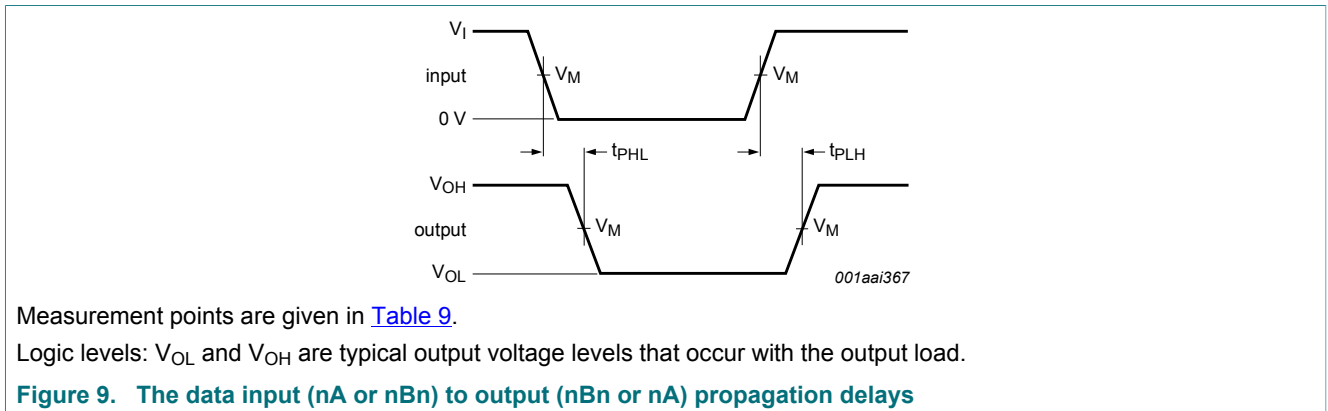 VI
input VM VM
0 V
tPHL tPLH
VOH
output VM VM
VOL
001aai367
Measurement points are given in Table 9.
Logic levels: VOL and VOH are typical output voltage levels that occur with the output load.
Figure 9. The data input (nA or nBn) to output (nBn or nA) propagation delays